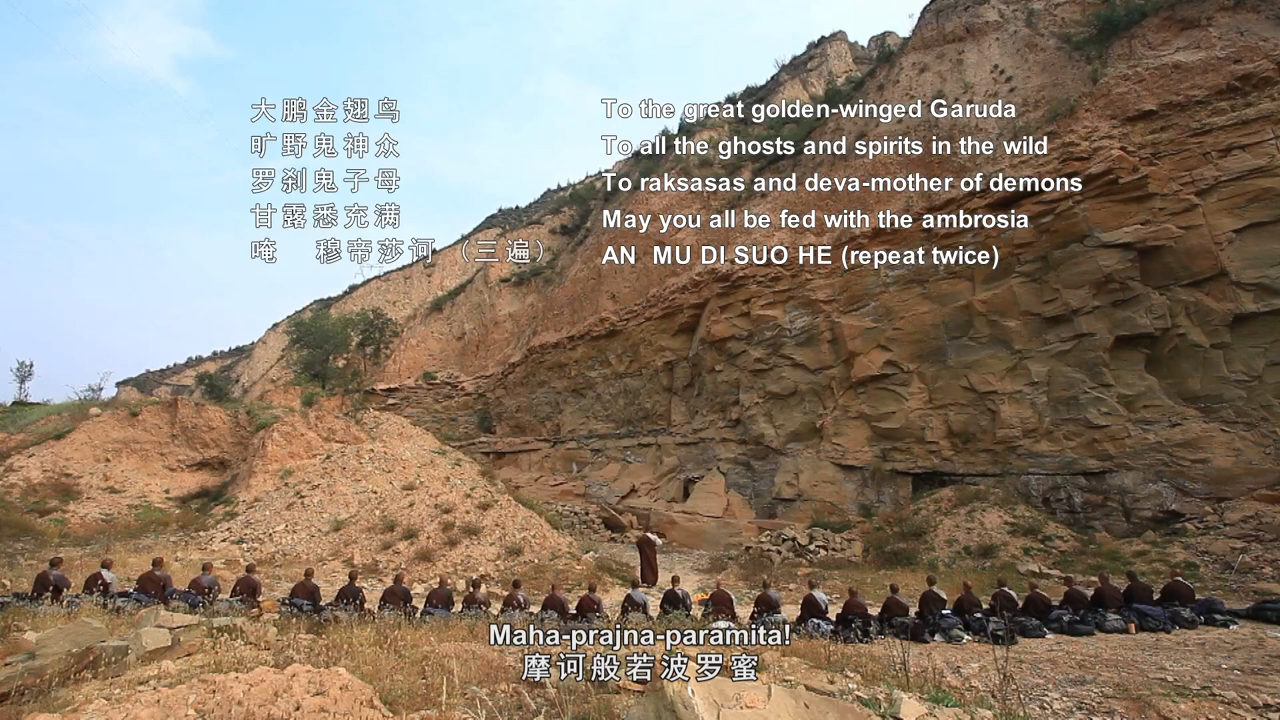 大鹏金翅鸟
旷野鬼神众
罗刹鬼子母
甘露悉充满
唵 穆帝莎诃 （三遍）
To the great golden-winged Garuda
To all the ghosts and spirits in the wild
To raksasas and deva-mother of demons
May you all be fed with the ambrosia
AN MU DI SUO HE (repeat twice)
Maha-prajna-paramita!
摩诃般若波罗蜜